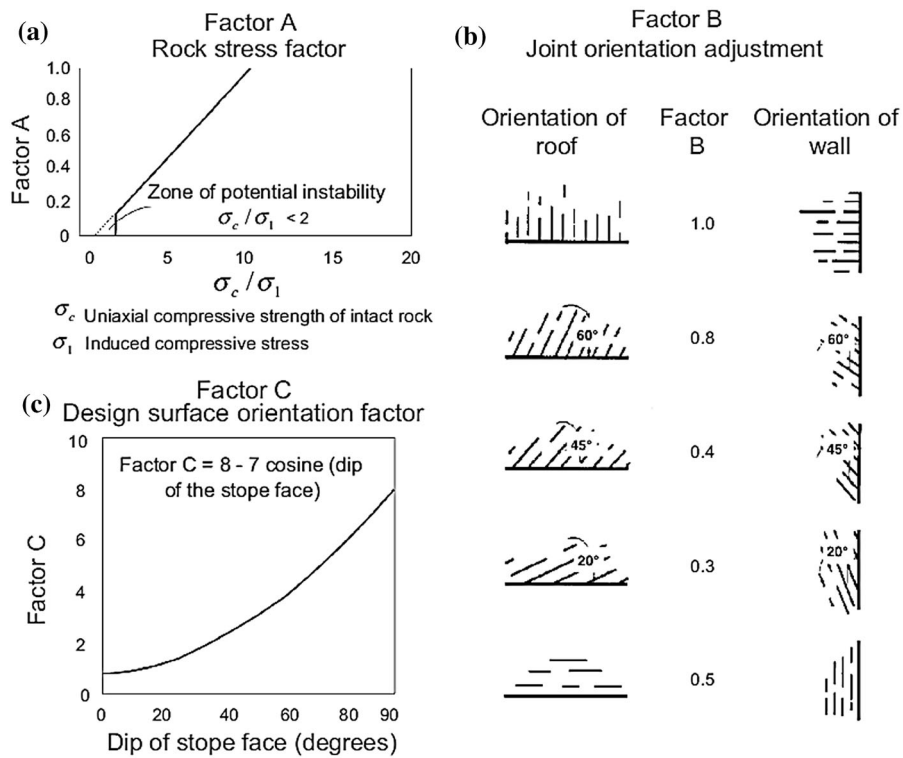 (a)
Factor A
Rock stress factor
Factor A
1.0
0.8
0.6
0.4
0.2
0
Zone of potential instability
σc / σ1 < 2
0
5
10
15
20
σc / σ1
σc Uniaxial compressive strength of intact rock
σ1 Induced compressive stress
(b)
Factor B
Joint orientation adjustment
Orientation of
roof
Factor
B
Orientation of
wall
1.0
60°
0.8
60°
45°
0.4
45°
20°
0.3
20°
0.5
(c)
Factor C
Design surface orientation factor
Factor C
10
8
6
4
2
0
Factor C = 8 - 7 cosine (dip
of the stope face)
0
20
40
60
80
90
Dip of stope face (degrees)